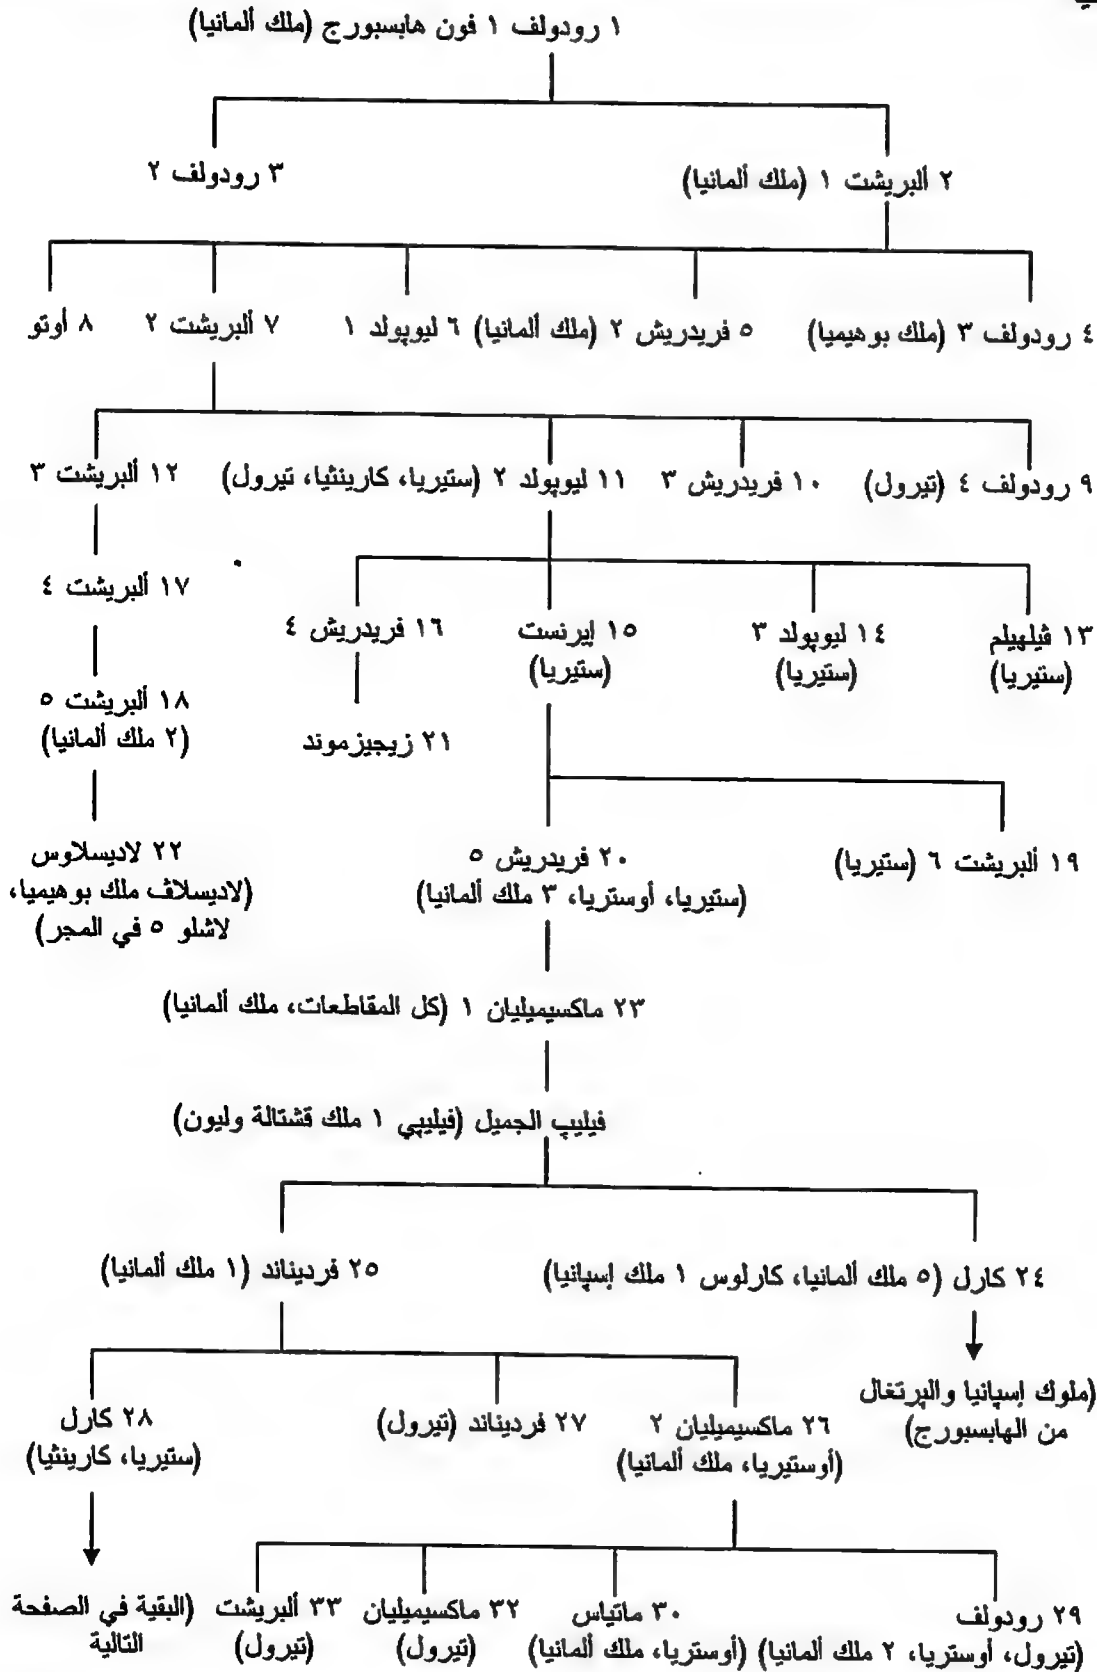 ١ رودولف ١ فون هابسبورج (ملك ألمانيا)
٢ ألبريشت ١ (ملك ألمانيا)
٣ رودولف ٢
٤ رودولف ٣ (ملك بوهيميا)
٥ فريدريش ٢ (ملك ألمانيا)
٦ ليوپولد ١
٧ ألبريشت ٢
٨ أوتو
٩ رودولف ٤ (تيرول)
١٠ فريدريش ٣
١١ ليوپولد ٢ (ستيريا، كارينثيا، تيرول)
١٢ ألبريشت ٣
١٣ ڤيلهيلم
(ستيريا)
١٤ ليوپولد ٣
(ستيريا)
١٥ إيرنست
(ستيريا)
١٦ فريدريش ٤
١٧ ألبريشت ٤
١٨ ألبريشت ٥
(٢ ملك ألمانيا)
٢١ زيجيزموند
١٩ ألبريشت ٦ (ستيريا)
٢٠ فريدريش ٥
(ستيريا، أوستريا، ٣ ملك ألمانيا)
٢٢ لاديسلاوس
(لاديسلاڤ ملك بوهيميا،
لاشلو ٥ في المجر)
٢٣ ماكسيميليان ١ (كل المقاطعات، ملك ألمانيا)
فيليپ الجميل (فيليپي ١ ملك قشتالة وليون)
٢٤ كارل (٥ ملك ألمانيا، كارلوس ١ ملك إسپانيا)
٢٥ فرديناند (١ ملك ألمانيا)
(ملوك إسپانيا والپرتغال
من الهابسبورج)
٢٦ ماكسيميليان ٢
(أوستيريا، ملك ألمانيا)
٢٧ فرديناند (تيرول)
٢٨ كارل
(ستيريا، كارينثيا)
٢٩ رودولف
(تيرول، أوستريا، ٢ ملك ألمانيا)
٣٠ ماتياس
(أوستريا، ملك ألمانيا)
٣٢ ماكسيميليان
(تيرول)
٣٣ ألبريشت
(تيرول)
(البقية في الصفحة
التالية